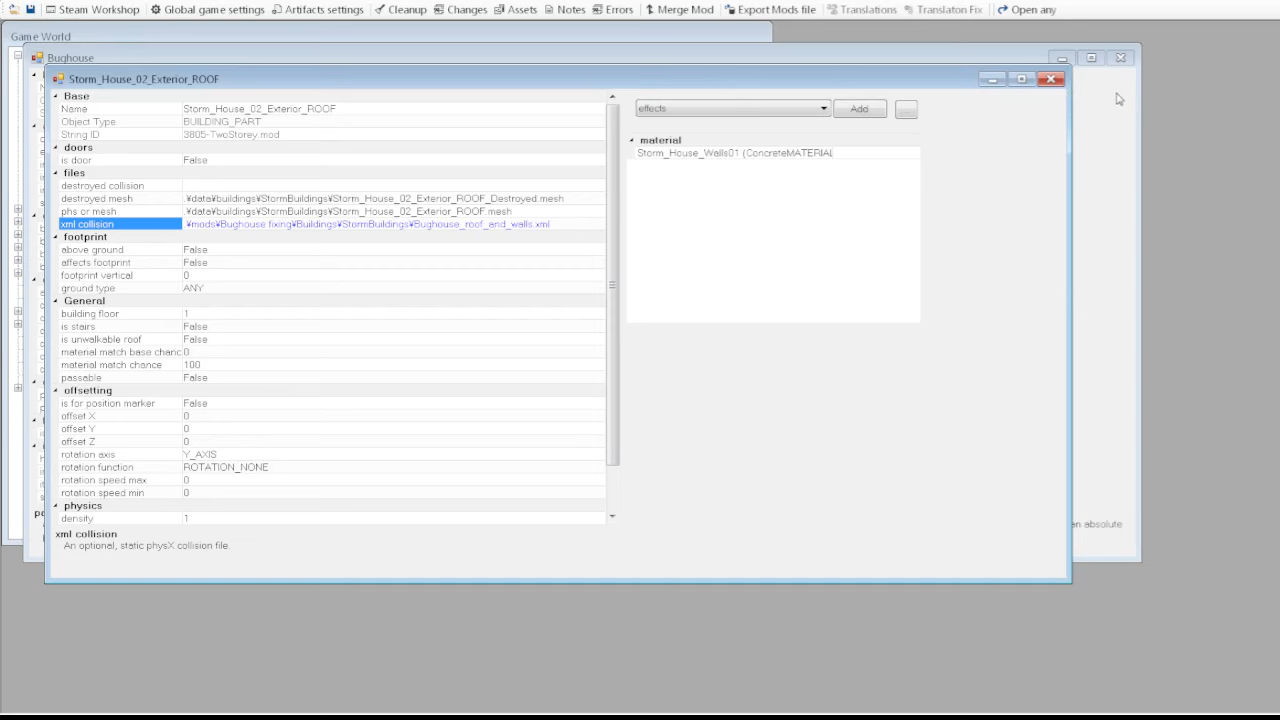 Steam Workshop Global game settings Artifacts settings Cleanup Changes Assets Notes Errors Merge Mod Export Mods file Translations Translaton Fix Open any
Game World
Bughouse
Storm_House_02_Exterior_ROOF
Base
Name Storm_House_02_Exterior_ROOF
Object Type BUILDING_PART
String ID 3805-TwoStorey.mod
doors
is door False
files
destroyed collision
destroyed mesh .¥data¥buildings¥StormBuildings¥Storm_House_02_Exterior_ROOF_Destroyed.mesh
phs or mesh .¥data¥buildings¥StormBuildings¥Storm_House_02_Exterior_ROOF.mesh
xml collision .¥mods¥Bughouse fixing¥Buildings¥StormBuildings¥Bughouse_roof_and_walls.xml
footprint
above ground False
affects footprint False
footprint vertical 0
ground type ANY
General
building floor 1
is stairs False
is unwalkable roof False
material match base chanc 0
material match chance 100
passable False
offsetting
is for position marker False
offset X 0
offset Y 0
offset Z 0
rotation axis Y_AXIS
rotation function ROTATION_NONE
rotation speed max 0
rotation speed min 0
physics
density 1
xml collision
An optional, static physX collision file.
effects Add ...
material
Storm_House_Walls01 (ConcreteMATERIAL
an absolute